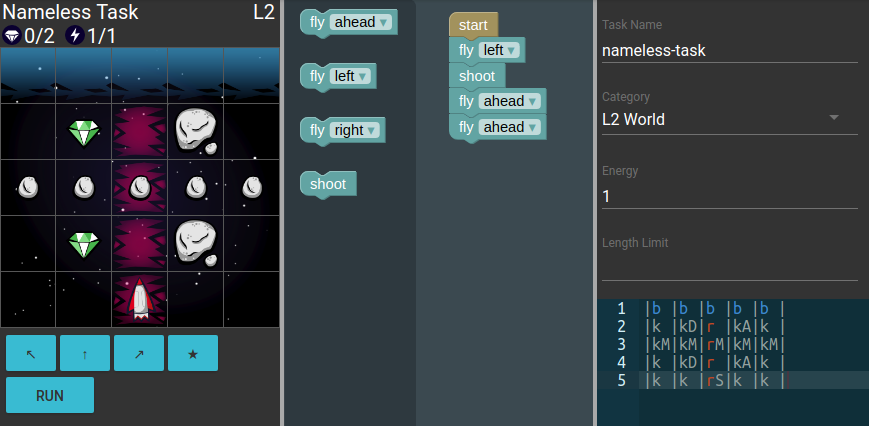 Nameless Task L2
0/2 1/1
↖ ↑ ↗ ★
RUN
fly ahead ▾
fly left ▾
fly right ▾
shoot
start
fly left ▾
shoot
fly ahead ▾
fly ahead ▾
Task Name
nameless-task
Category
L2 World
Energy
1
Length Limit
1 |b |b |b |b |b |
2 |k |kD|r |kA|k |
3 |kM|kM|rM|kM|kM|
4 |k |kD|r |kA|k |
5 |k |k |rS|k |k |